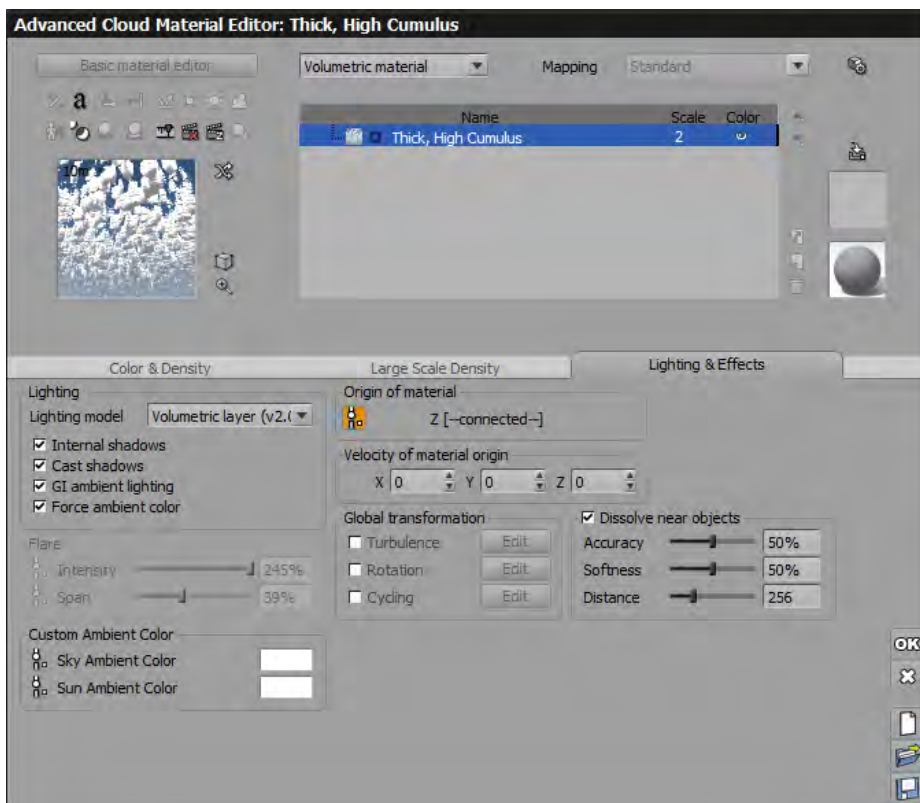 Advanced Cloud Material Editor: Thick, High Cumulus
Basic material editor
Volumetric material
Mapping
Standard
a
Name Scale Color
Thick, High Cumulus 2
10m
Color & Density
Large Scale Density
Lighting & Effects
Lighting
Lighting model Volumetric layer (v2.(
Internal shadows
Cast shadows
GI ambient lighting
Force ambient color
Flare
Intensity 245%
Span 39%
Custom Ambient Color
Sky Ambient Color
Sun Ambient Color
Origin of material
Z [--connected--]
Velocity of material origin
X 0 Y 0 Z 0
Global transformation
Turbulence Edit
Rotation Edit
Cycling Edit
Dissolve near objects
Accuracy 50%
Softness 50%
Distance 256
OK